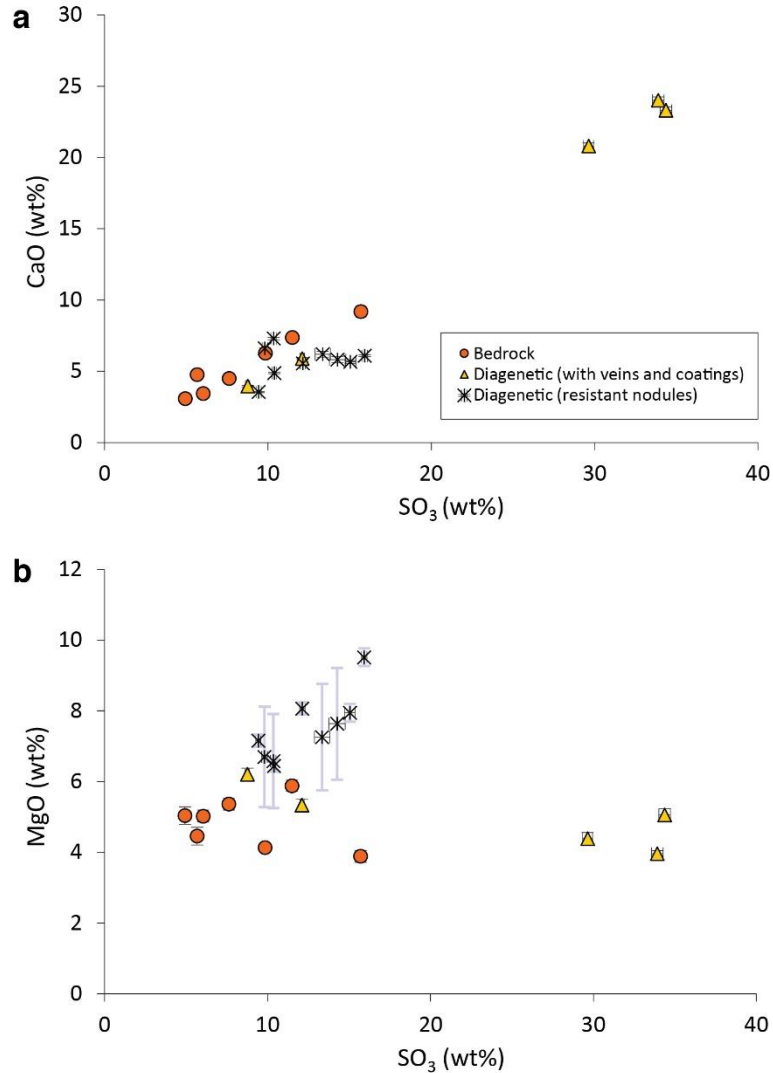 a
30
25
20
15
10
5
0
CaO (wt%)
Bedrock
Diagenetic (with veins and coatings)
Diagenetic (resistant nodules)
0 10 20 30 40
SO₃ (wt%)
b
12
10
8
6
4
2
0
MgO (wt%)
0 10 20 30 40
SO₃ (wt%)